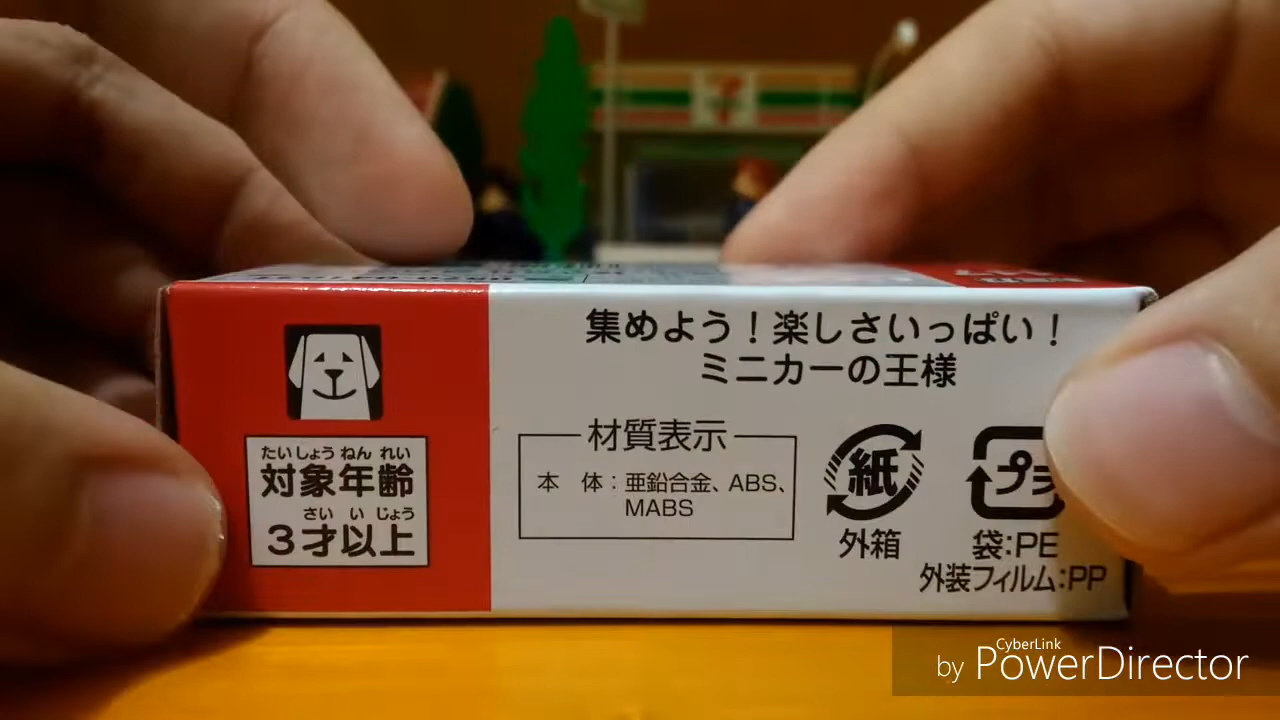 集めよう！楽しさいっぱい！
ミニカーの王様
たいしょう ねん れい
対象年齢
さい い じょう
3才以上
材質表示
本 体：亜鉛合金、ABS、
MABS
紙
外箱
プラ
袋：PE
外装フィルム：PP
CyberLink
by PowerDirector